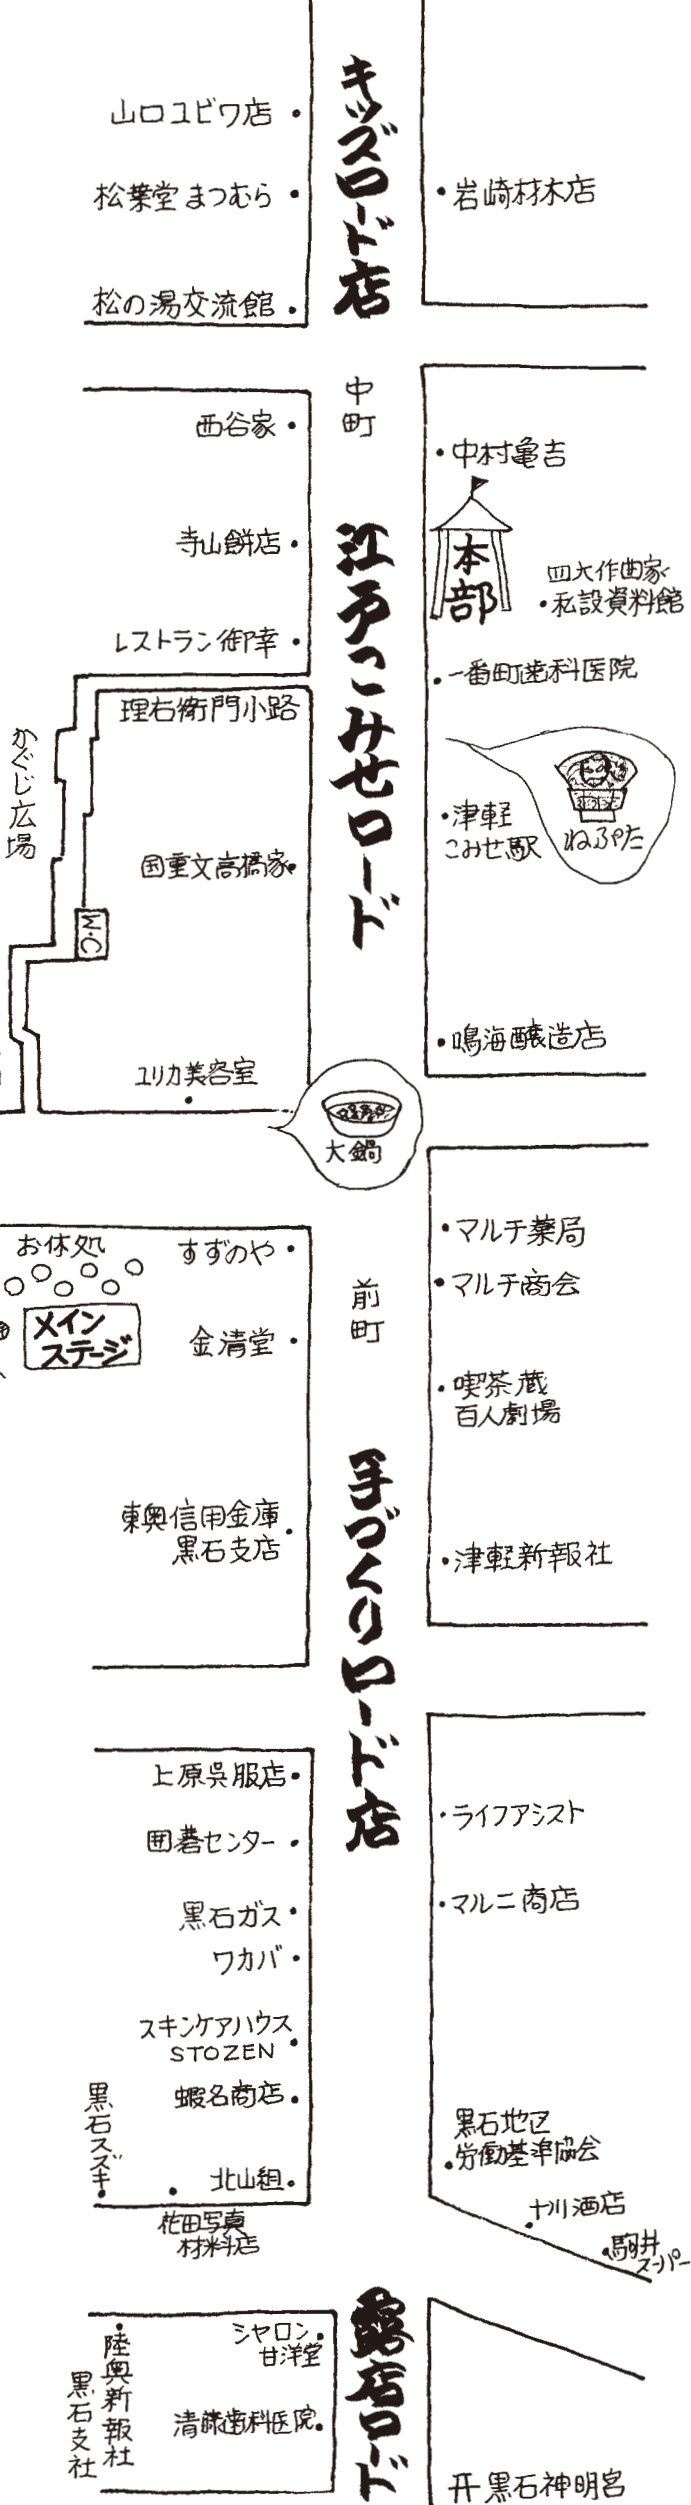 キッズロード店
山口ユビワ店
松葉堂まつむら
岩崎材木店
松の湯交流館
中町
西谷家
中村亀吉
江戸こみせロード
本部
寺山餅店
四大作曲家
私設資料館
レストラン御幸
一番町歯科医院
理右衛門小路
かぐじ広場
津軽
こみせ駅
ねぷた
国重文高橋家
W.C
鳴海醸造店
ユリカ美容室
大鍋
お休処
すずのや
マルチ薬局
前町
マルチ商会
メイン
ステージ
金清堂
喫茶蔵
百人劇場
手づくりロード店
東奥信用金庫
黒石支店
津軽新報社
上原呉服店
ライフアシスト
囲碁センター
マルニ商店
黒石ガス
ワカバ
スキンケアハウス
STOZEN
蝦名商店
黒石スズキ
黒石地区
労働基準協会
北山組
十川酒店
花田写真
材料店
駒井
スーパー
露店ロード
シャロン
甘洋堂
陸奥新報社
黒石支社
清藤歯科医院
黒石神明宮